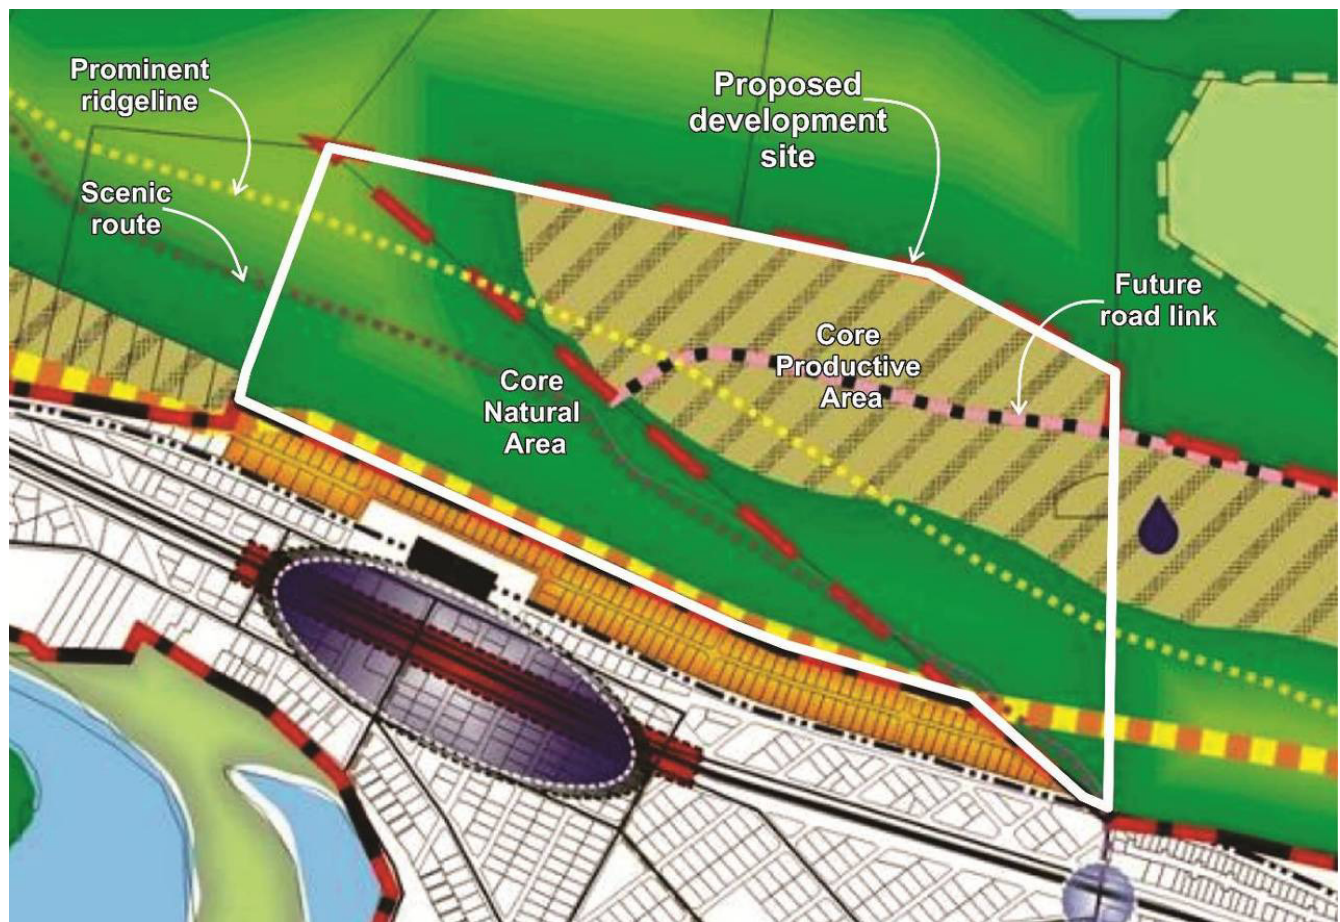 Prominent
ridgeline
Proposed
development
site
Scenic
route
Future
road link
Core
Productive
Area
Core
Natural
Area